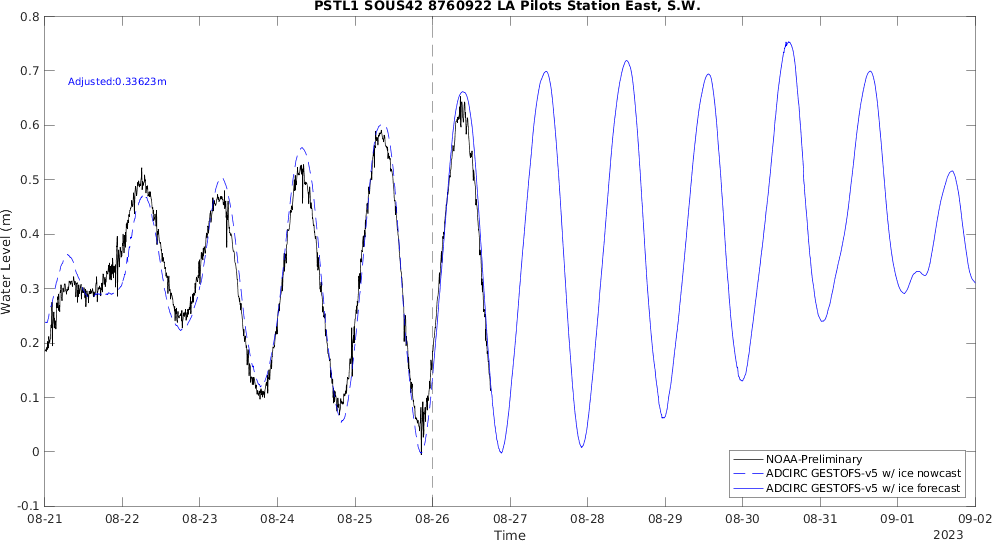 PSTL1 SOUS42 8760922 LA Pilots Station East, S.W.
0.8
0.7
Adjusted:0.33623m
0.6
0.5
0.4
Water Level (m)
0.3
0.2
0.1
0
-0.1
NOAA-Preliminary
ADCIRC GESTOFS-v5 w/ ice nowcast
ADCIRC GESTOFS-v5 w/ ice forecast
08-21 08-22 08-23 08-24 08-25 08-26 08-27 08-28 08-29 08-30 08-31 09-01 09-02
Time
2023